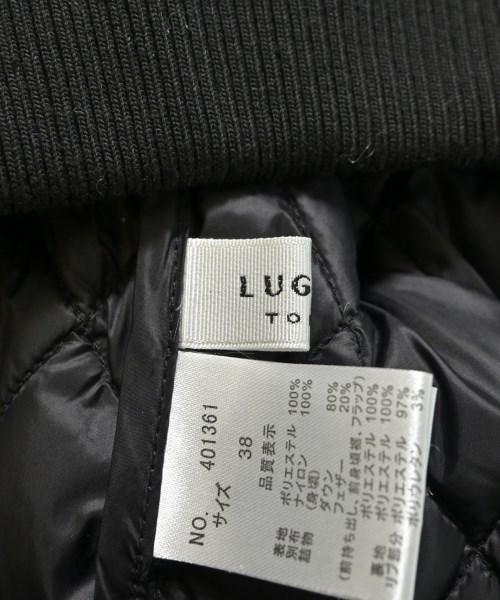 LUG
TO
NO. 401361
サイズ 38
品質表示
表地 ポリエステル 100%
別布 ナイロン 100%
詰物 (身頃)
ダウン 80%
フェザー 20%
(前持ち出し、前身頃裾、フラップ)
ポリエステル 100%
裏地 ポリエステル 100%
リブ部分 ポリエステル 97%
ポリウレタン 3%